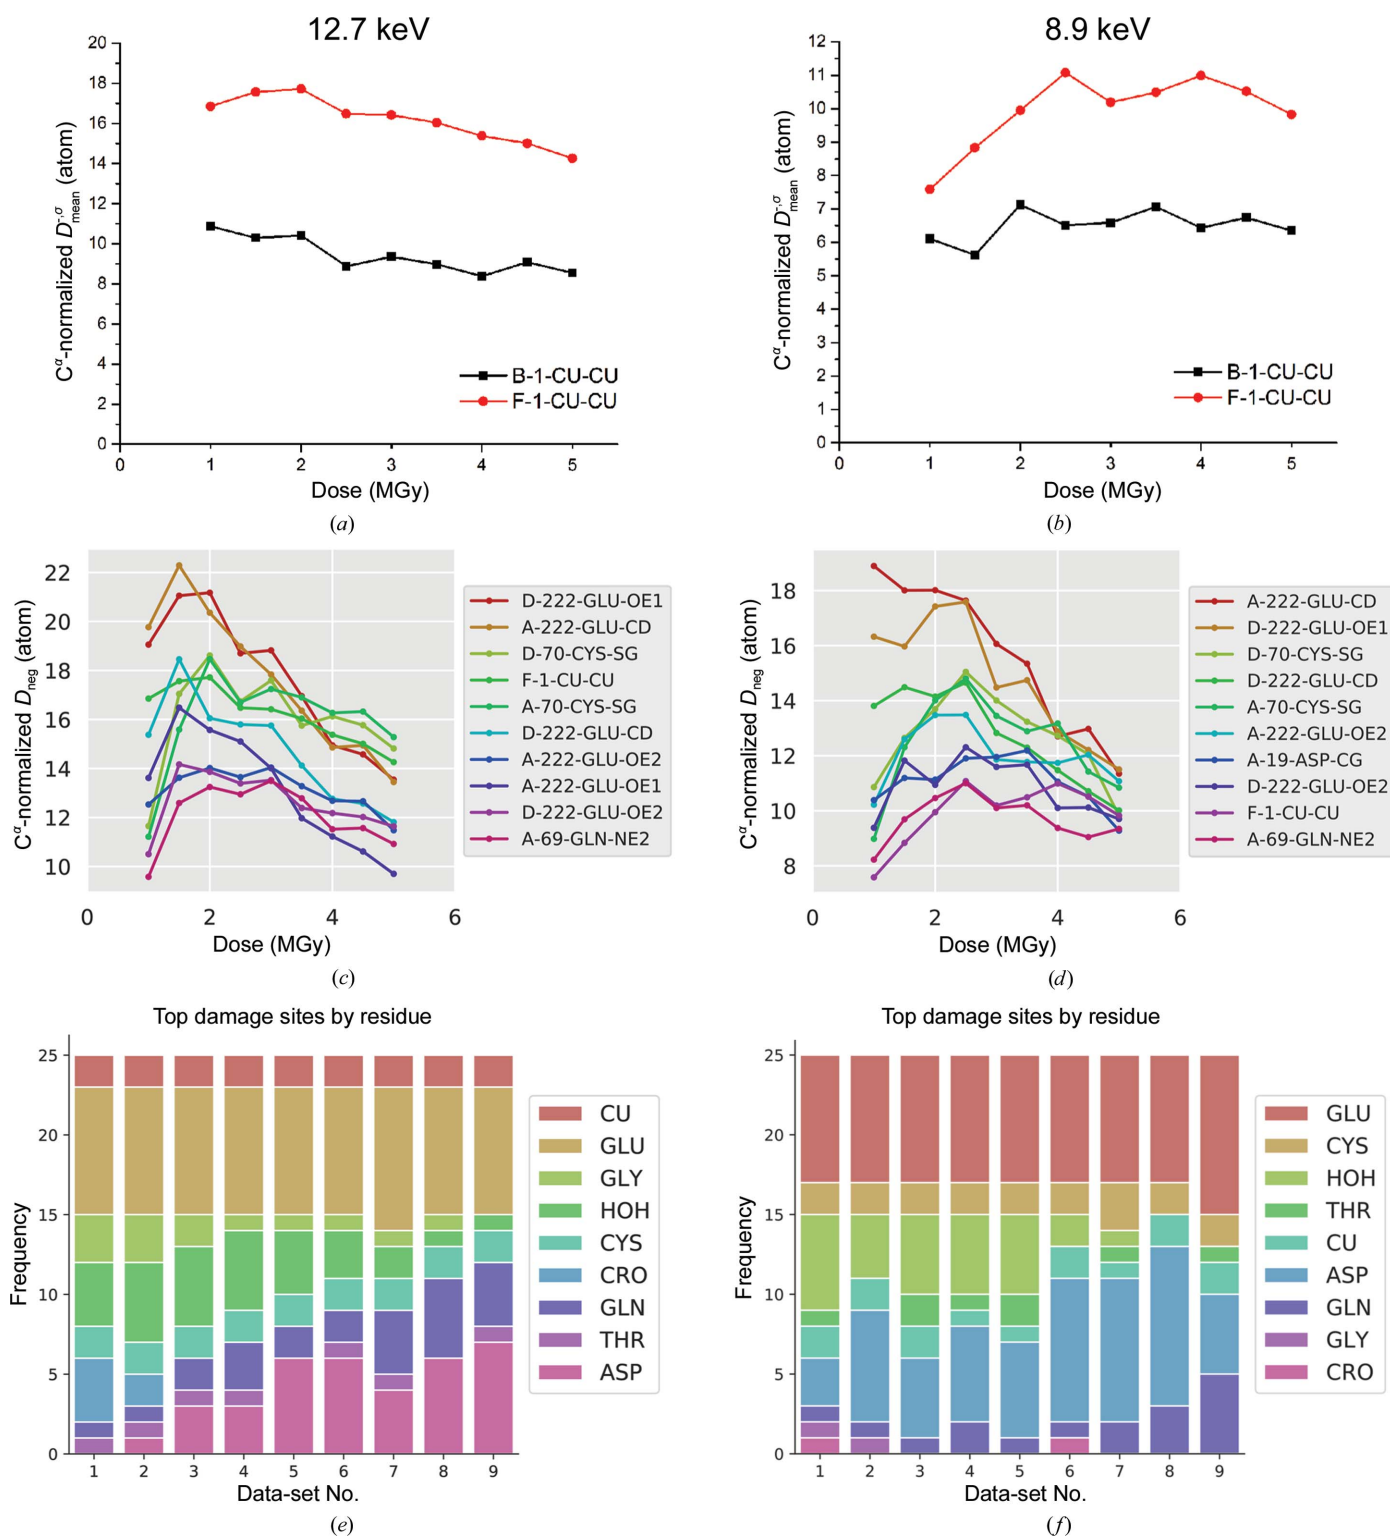 12.7 keV
20
18
16
14
12
10
8
6
4
2
0
Cα-normalized D−,σmean (atom)
B-1-CU-CU
F-1-CU-CU
0 1 2 3 4 5
Dose (MGy)
(a)
8.9 keV
12
11
10
9
8
7
6
5
4
3
2
1
0
Cα-normalized D−,σmean (atom)
B-1-CU-CU
F-1-CU-CU
0 1 2 3 4 5
Dose (MGy)
(b)
22
20
18
16
14
12
10
Cα-normalized Dneg (atom)
D-222-GLU-OE1
A-222-GLU-CD
D-70-CYS-SG
F-1-CU-CU
A-70-CYS-SG
D-222-GLU-CD
A-222-GLU-OE2
A-222-GLU-OE1
D-222-GLU-OE2
A-69-GLN-NE2
0 2 4 6
Dose (MGy)
(c)
18
16
14
12
10
8
Cα-normalized Dneg (atom)
A-222-GLU-CD
D-222-GLU-OE1
D-70-CYS-SG
D-222-GLU-CD
A-70-CYS-SG
A-222-GLU-OE2
A-19-ASP-CG
D-222-GLU-OE2
F-1-CU-CU
A-69-GLN-NE2
0 2 4 6
Dose (MGy)
(d)
Top damage sites by residue
25
20
15
10
5
0
Frequency
CU
GLU
GLY
HOH
CYS
CRO
GLN
THR
ASP
1 2 3 4 5 6 7 8 9
Data-set No.
(e)
Top damage sites by residue
25
20
15
10
5
0
Frequency
GLU
CYS
HOH
THR
CU
ASP
GLN
GLY
CRO
1 2 3 4 5 6 7 8 9
Data-set No.
(f)